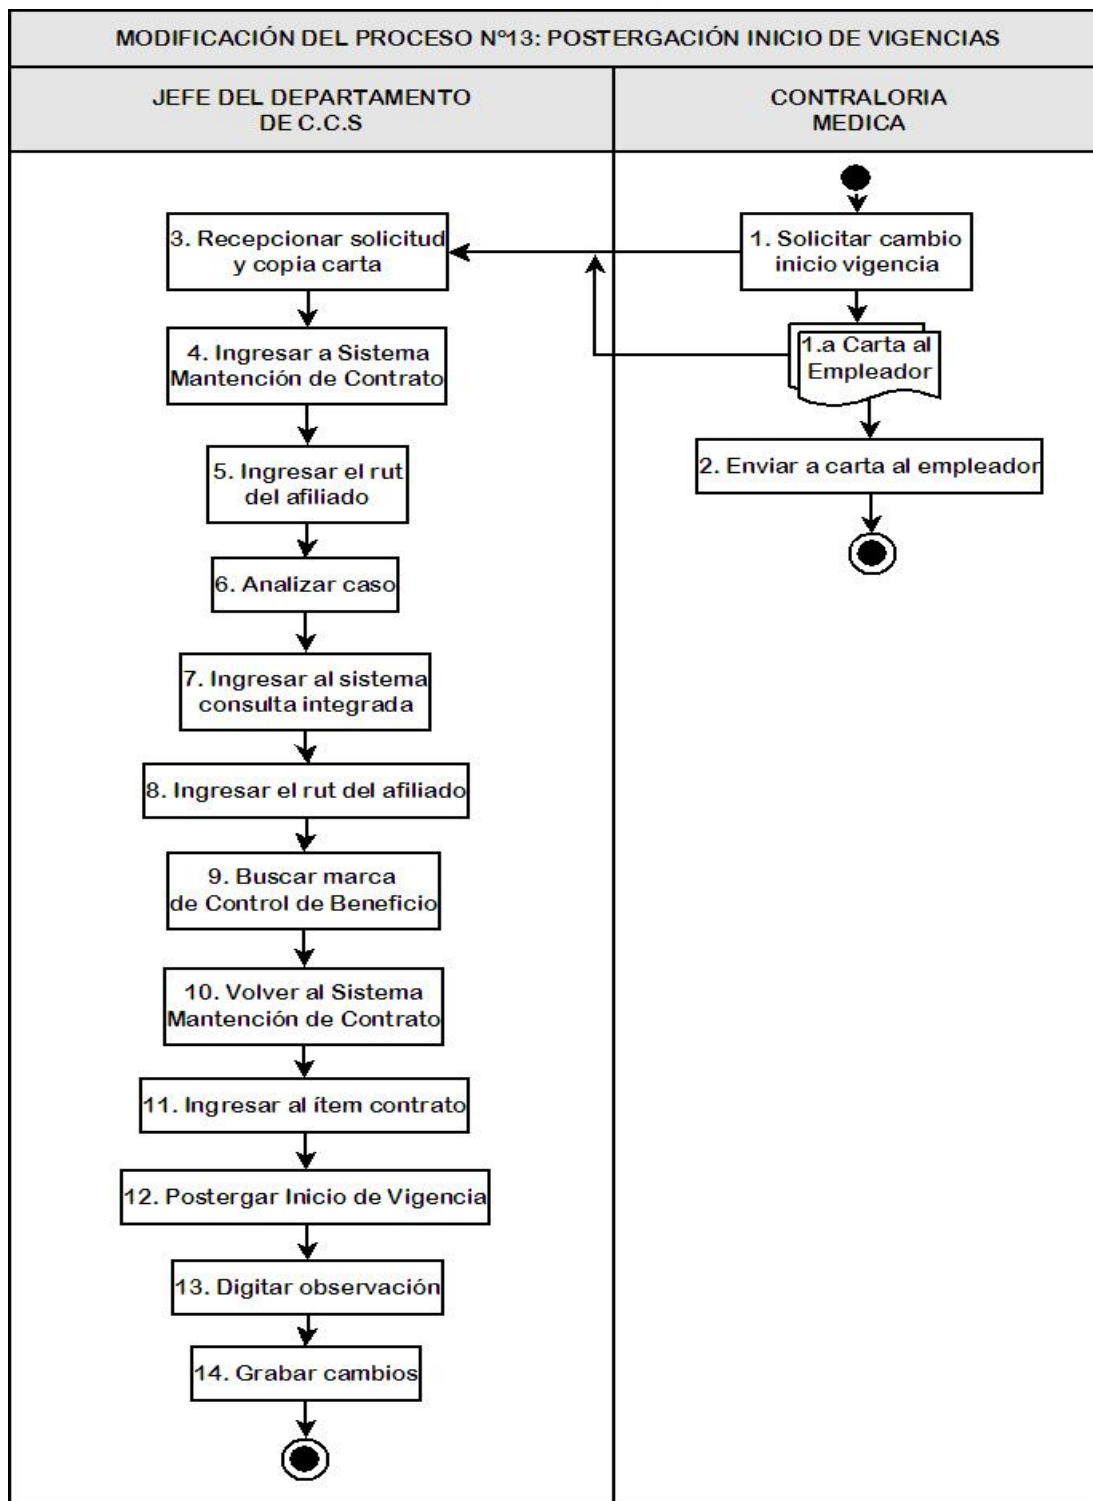 MODIFICACIÓN DEL PROCESO Nº13: POSTERGACIÓN INICIO DE VIGENCIAS
JEFE DEL DEPARTAMENTO
DE C.C.S
CONTRALORIA
MEDICA
1. Solicitar cambio
inicio vigencia
1.a Carta al
Empleador
2. Enviar a carta al empleador
3. Recepcionar solicitud
y copia carta
4. Ingresar a Sistema
Mantención de Contrato
5. Ingresar el rut
del afiliado
6. Analizar caso
7. Ingresar al sistema
consulta integrada
8. Ingresar el rut del afiliado
9. Buscar marca
de Control de Beneficio
10. Volver al Sistema
Mantención de Contrato
11. Ingresar al ítem contrato
12. Postergar Inicio de Vigencia
13. Digitar observación
14. Grabar cambios